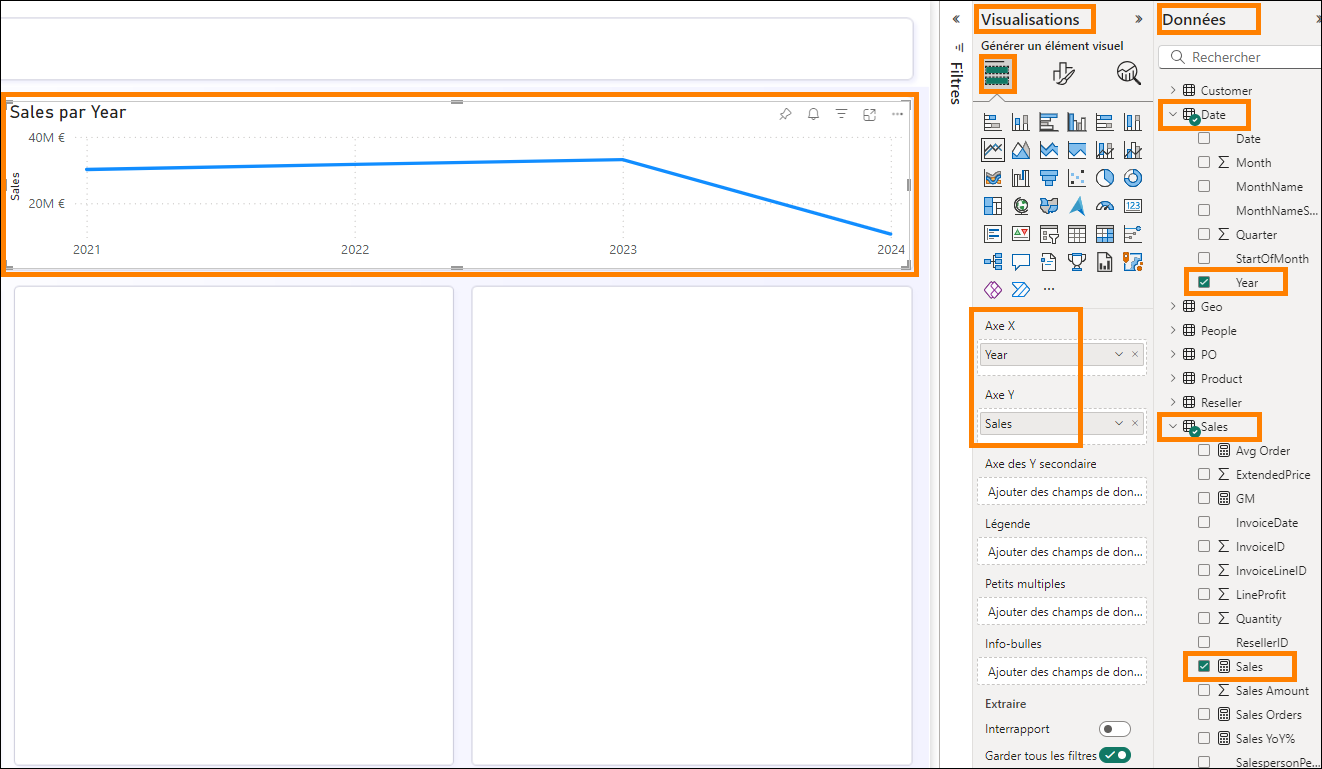 Sales par Year
40M €
20M €
Sales
2021
2022
2023
2024
Filtres
Visualisations
Générer un élément visuel
123
Axe X
Year
Axe Y
Sales
Axe des Y secondaire
Ajouter des champs de don...
Légende
Ajouter des champs de don...
Petits multiples
Ajouter des champs de don...
Info-bulles
Ajouter des champs de don...
Extraire
Interrapport
Garder tous les filtres
Données
Rechercher
Customer
Date
Date
Month
MonthName
MonthNameS...
Quarter
StartOfMonth
Year
Geo
People
PO
Product
Reseller
Sales
Avg Order
ExtendedPrice
GM
InvoiceDate
InvoiceID
InvoiceLineID
LineProfit
Quantity
ResellerID
Sales
Sales Amount
Sales Orders
Sales YoY%
SalespersonPe...